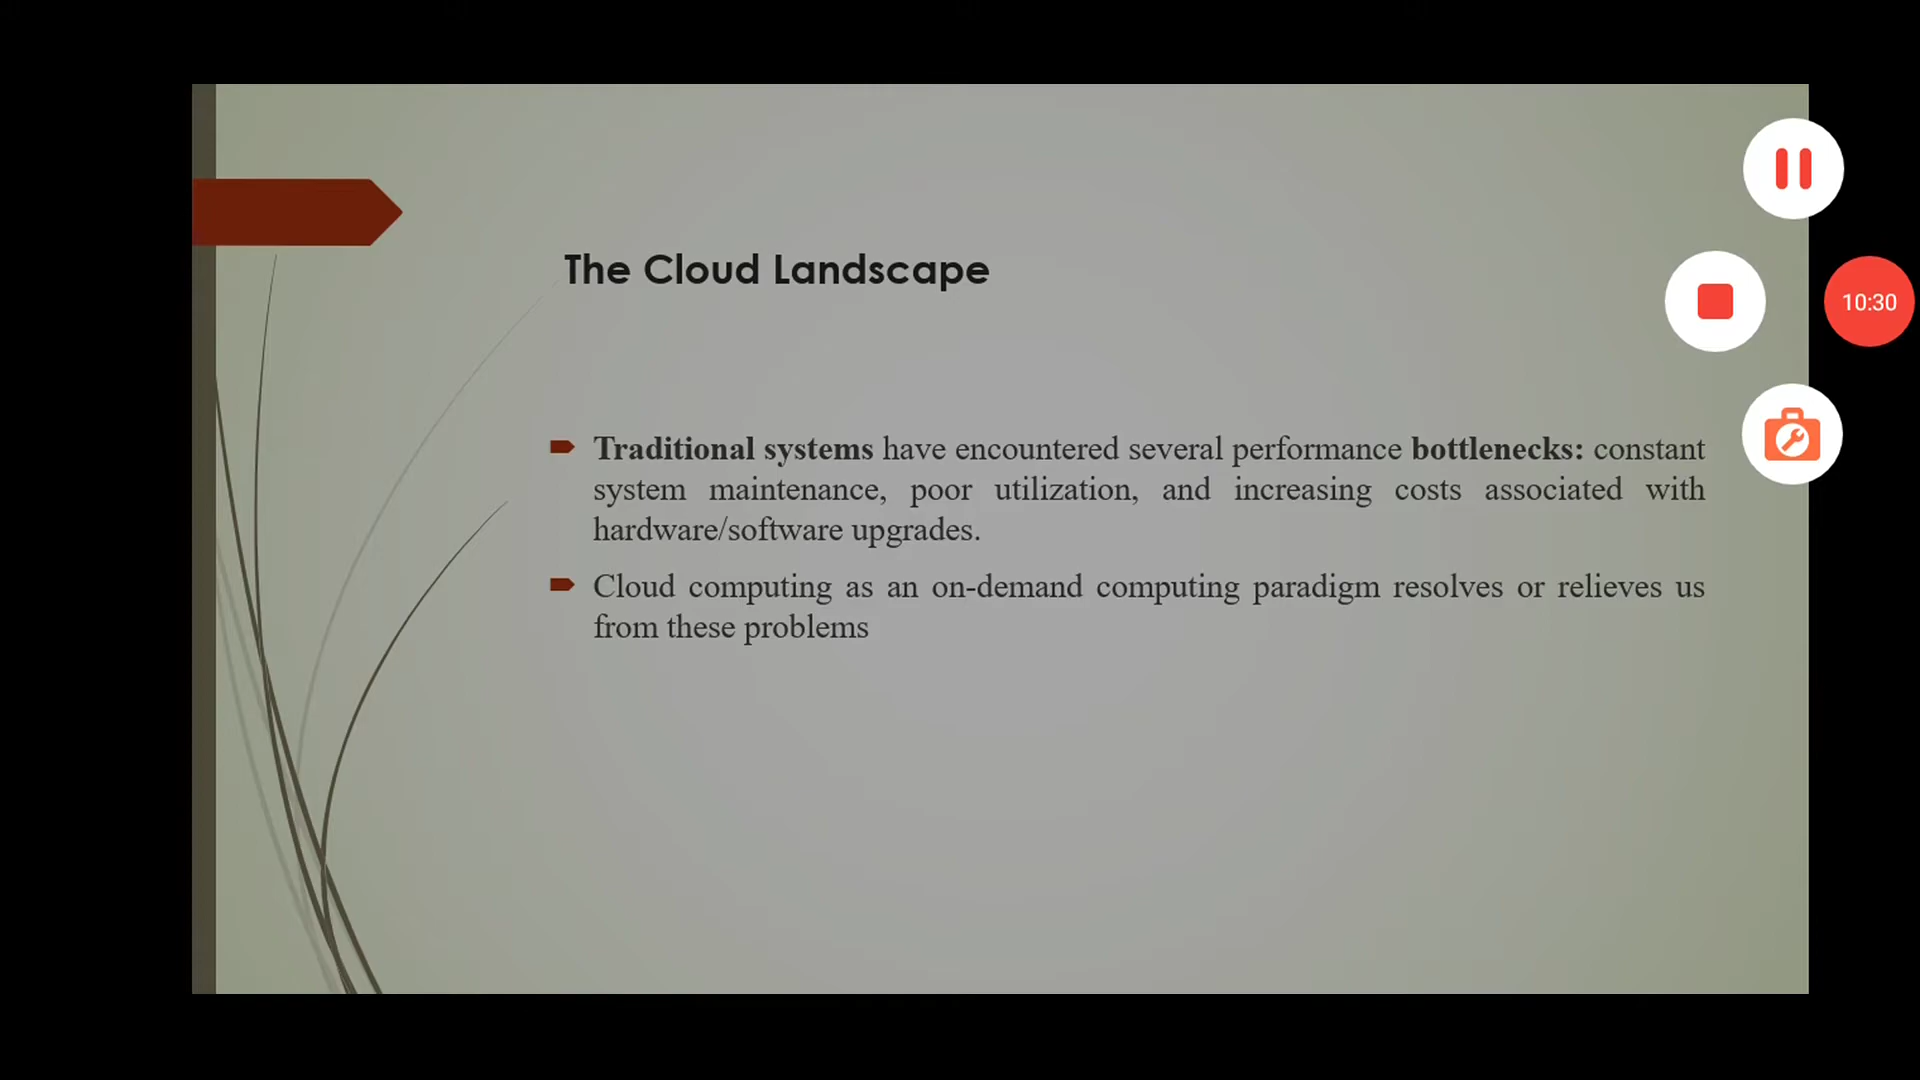 The Cloud Landscape
10:30
Traditional systems have encountered several performance bottlenecks: constant
system maintenance, poor utilization, and increasing costs associated with
hardware/software upgrades.
Cloud computing as an on-demand computing paradigm resolves or relieves us
from these problems